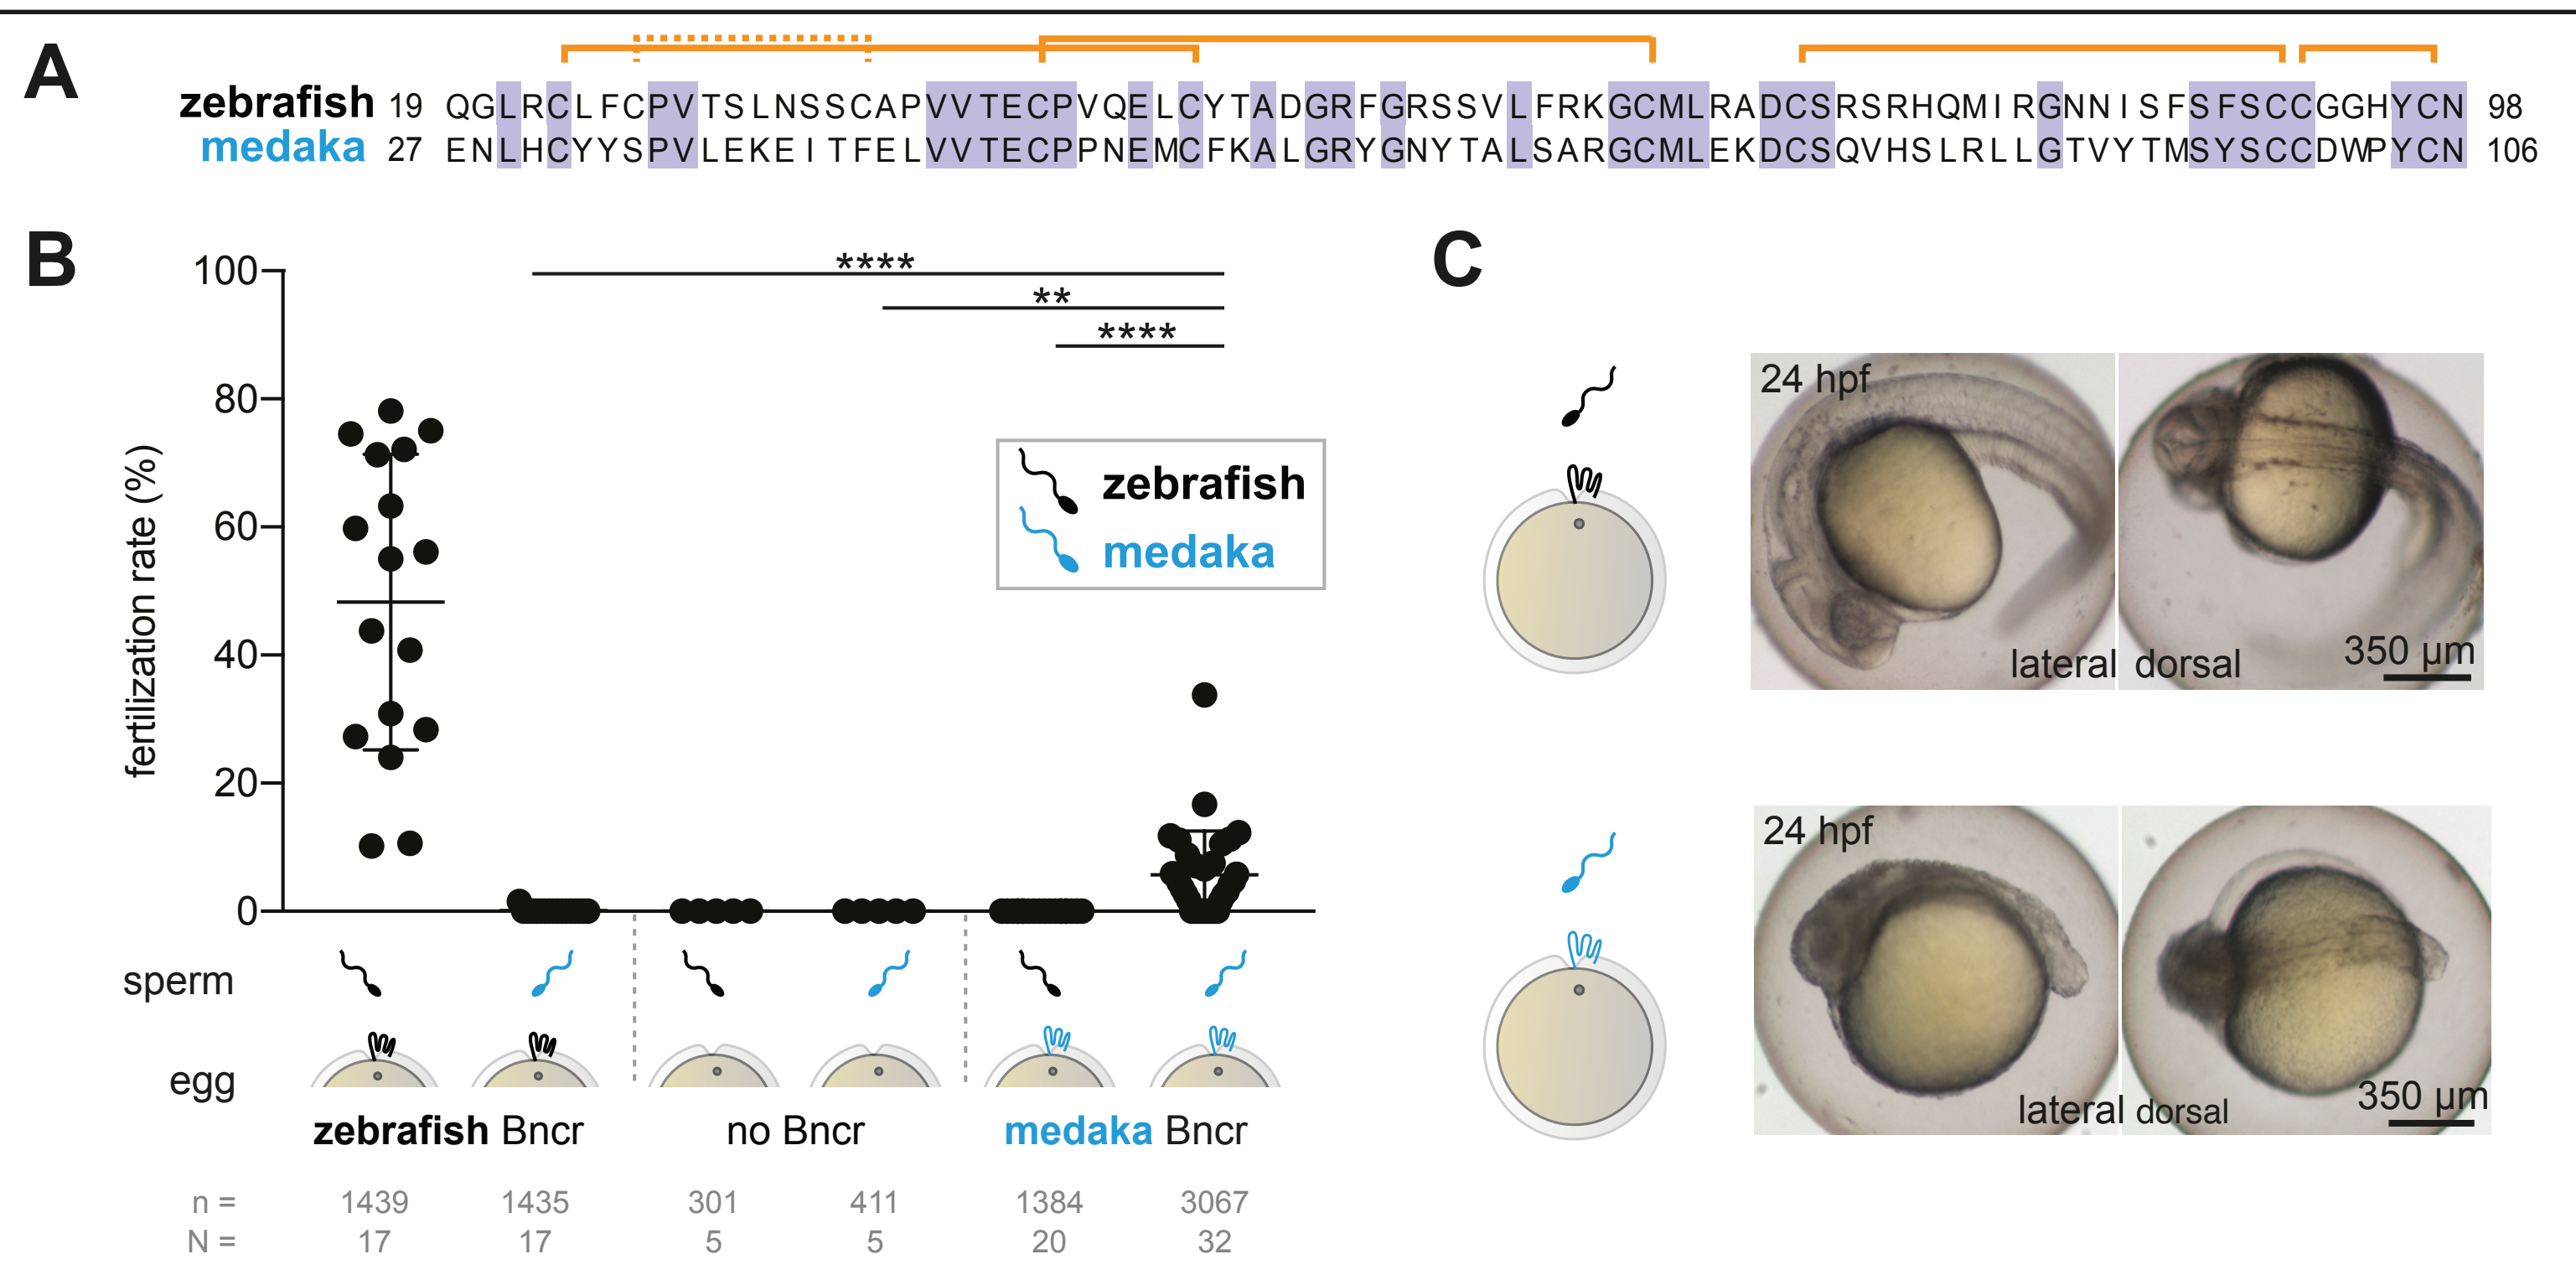 A
zebrafish 19 QGLRCLFCPVTSLNSSCAPVVTECPVQELCYTADGRFGRSSVLFRKGCMLRADCSRSRHQMIRGNNISFSFSCCGGHYCN 98
medaka 27 ENLHCYYSPVLEKEITFELVVTECPPNEMCFKALGRYGNYTALSARGCMLEKDCSQVHSLRLLGTVYTMSYSCCDWPYCN 106
B
fertilization rate (%)
100
80
60
40
20
0
****
**
****
zebrafish
medaka
sperm
egg
zebrafish Bncr
no Bncr
medaka Bncr
n = 1439 1435 301 411 1384 3067
N = 17 17 5 5 20 32
C
24 hpf
lateral dorsal
350 µm
24 hpf
lateral dorsal
350 µm